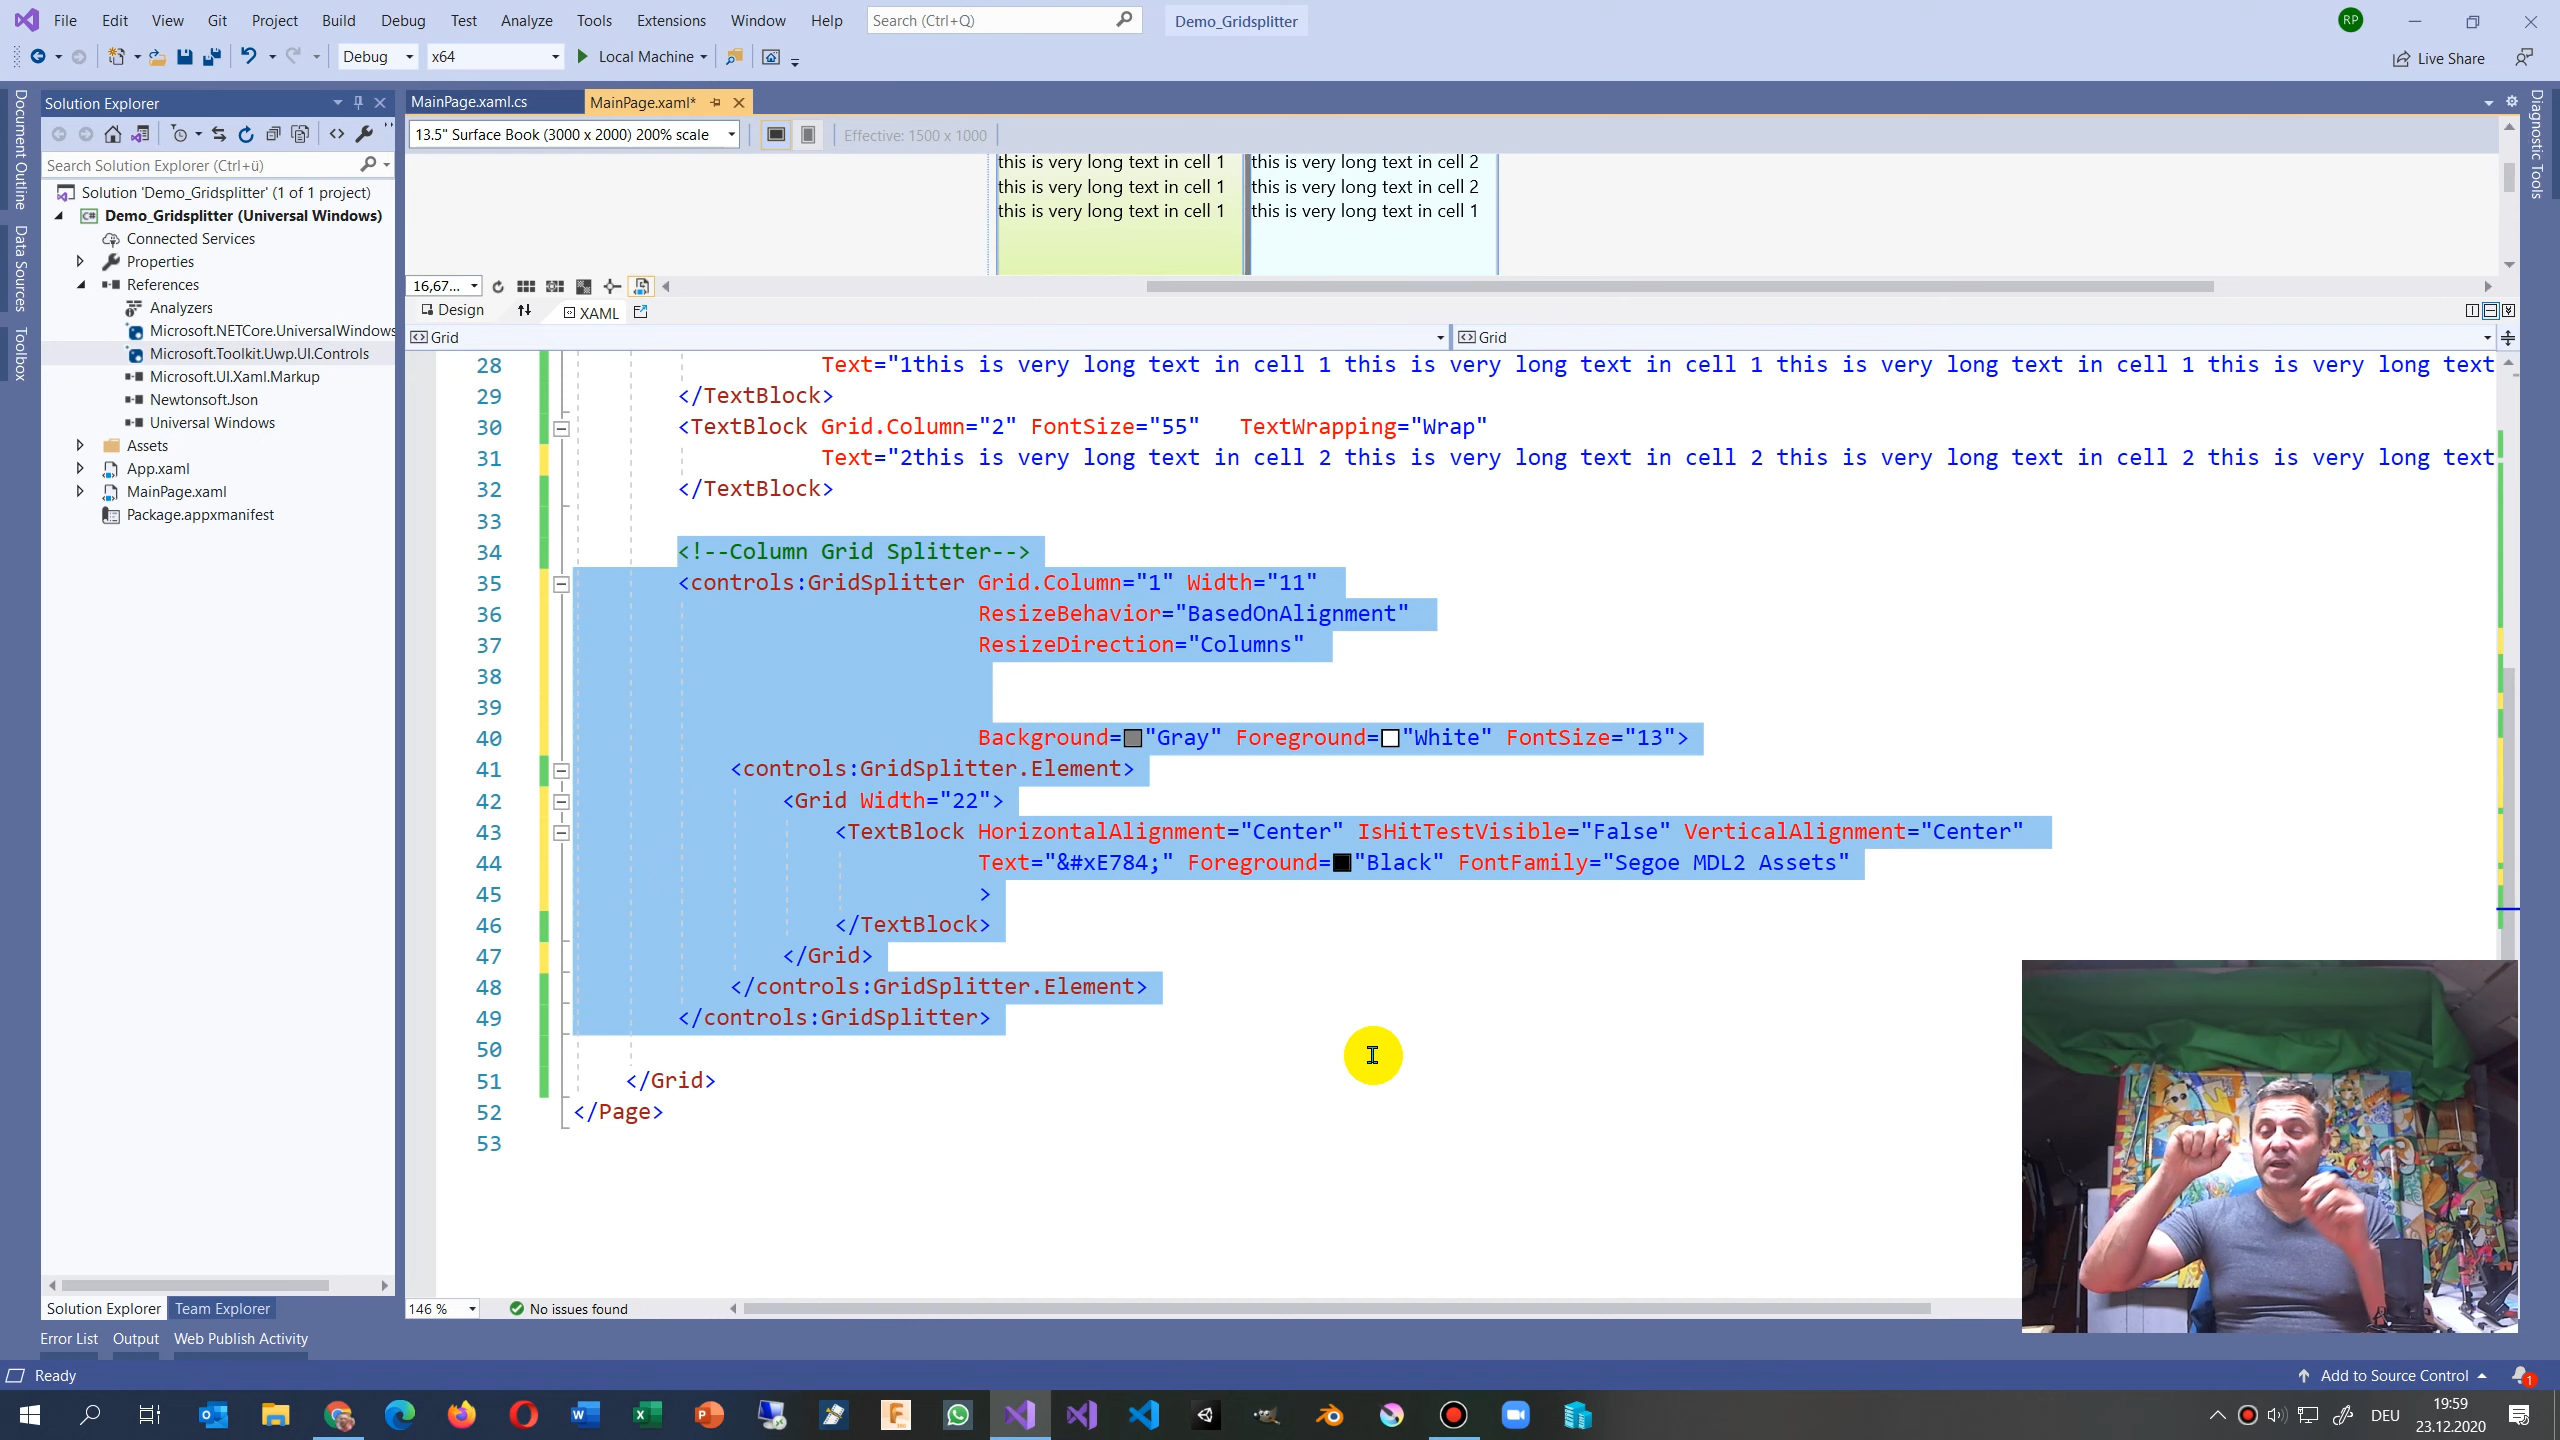 File Edit View Git Project Build Debug Test Analyze Tools Extensions Window Help Search (Ctrl+Q) Demo_Gridsplitter RP
Debug x64 Local Machine Live Share
Document Outline
Data Sources
Toolbox
Solution Explorer
Search Solution Explorer (Ctrl+ü)
Solution 'Demo_Gridsplitter' (1 of 1 project)
Demo_Gridsplitter (Universal Windows)
Connected Services
Properties
References
Analyzers
Microsoft.NETCore.UniversalWindows
Microsoft.Toolkit.Uwp.UI.Controls
Microsoft.UI.Xaml.Markup
Newtonsoft.Json
Universal Windows
Assets
App.xaml
MainPage.xaml
Package.appxmanifest
Solution Explorer Team Explorer
MainPage.xaml.cs MainPage.xaml*
13.5" Surface Book (3000 x 2000) 200% scale Effective: 1500 x 1000
this is very long text in cell 1 this is very long text in cell 2
this is very long text in cell 1 this is very long text in cell 2
this is very long text in cell 1 this is very long text in cell 1
16,67...
Design XAML
Grid Grid
28 Text="1this is very long text in cell 1 this is very long text in cell 1 this is very long text in cell 1 this is very long text
29 </TextBlock>
30 <TextBlock Grid.Column="2" FontSize="55" TextWrapping="Wrap"
31 Text="2this is very long text in cell 2 this is very long text in cell 2 this is very long text in cell 2 this is very long text
32 </TextBlock>
33
34 <!--Column Grid Splitter-->
35 <controls:GridSplitter Grid.Column="1" Width="11"
36 ResizeBehavior="BasedOnAlignment"
37 ResizeDirection="Columns"
38
39
40 Background="Gray" Foreground="White" FontSize="13">
41 <controls:GridSplitter.Element>
42 <Grid Width="22">
43 <TextBlock HorizontalAlignment="Center" IsHitTestVisible="False" VerticalAlignment="Center"
44 Text="&#xE784;" Foreground="Black" FontFamily="Segoe MDL2 Assets"
45 >
46 </TextBlock>
47 </Grid>
48 </controls:GridSplitter.Element>
49 </controls:GridSplitter>
50
51 </Grid>
52 </Page>
53
146 % No issues found
Diagnostic Tools
Error List Output Web Publish Activity
Ready Add to Source Control 1
DEU 19:59
23.12.2020